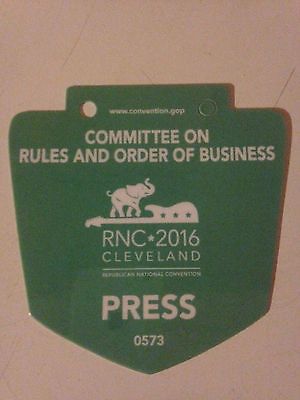 www.convention.gop
COMMITTEE ON
RULES AND ORDER OF BUSINESS
RNC★2016
CLEVELAND
REPUBLICAN NATIONAL CONVENTION
PRESS
0573